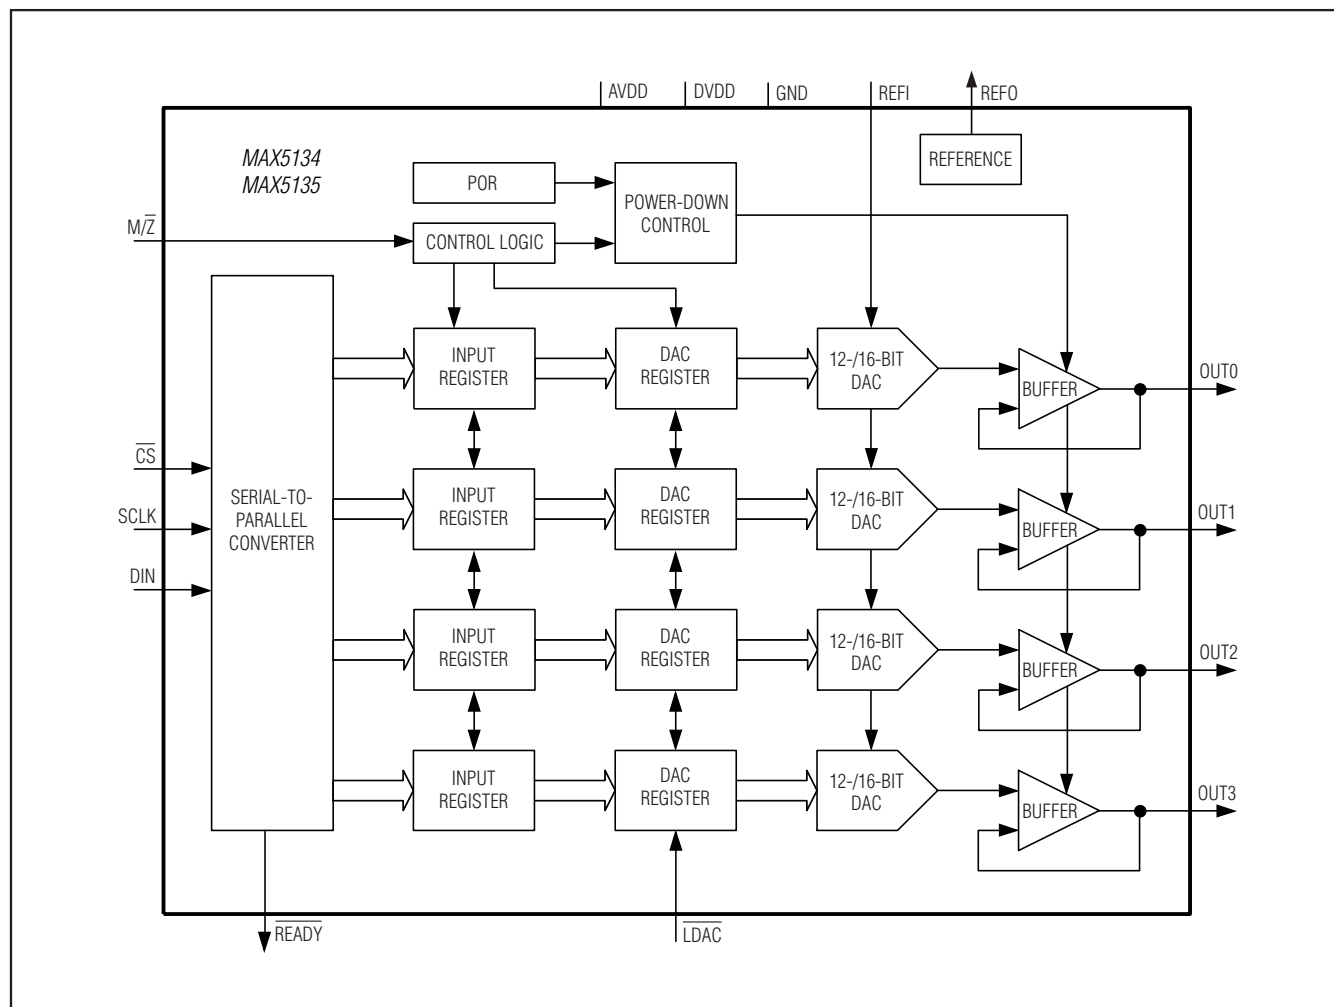 AVDD
DVDD
GND
REFI
REFO
MAX5134
MAX5135
REFERENCE
POR
POWER-DOWN
CONTROL
M/Z̅
CONTROL LOGIC
INPUT
REGISTER
DAC
REGISTER
12-/16-BIT
DAC
BUFFER
OUT0
C̅S̅
SCLK
DIN
SERIAL-TO-
PARALLEL
CONVERTER
INPUT
REGISTER
DAC
REGISTER
12-/16-BIT
DAC
BUFFER
OUT1
INPUT
REGISTER
DAC
REGISTER
12-/16-BIT
DAC
BUFFER
OUT2
INPUT
REGISTER
DAC
REGISTER
12-/16-BIT
DAC
BUFFER
OUT3
R̅E̅A̅D̅Y̅
L̅D̅A̅C̅